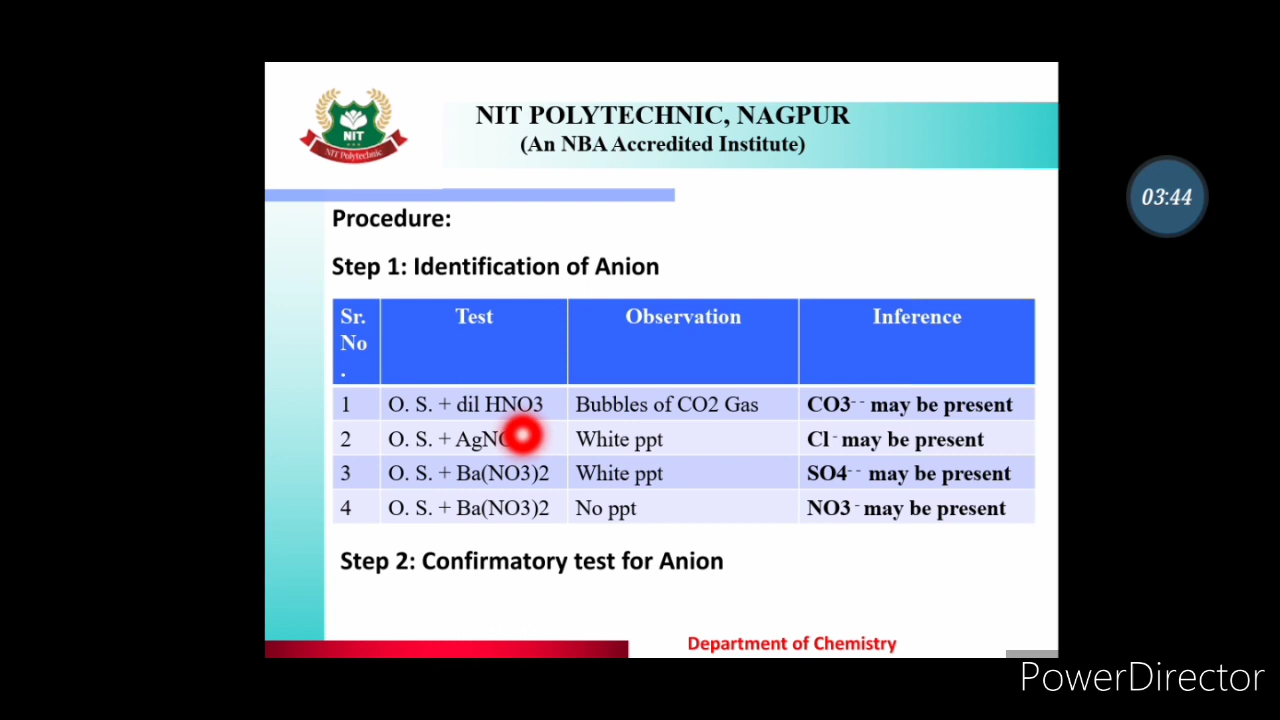 NIT POLYTECHNIC, NAGPUR
(An NBA Accredited Institute)
NIT
NIT Polytechnic
03:44
Procedure:
Step 1: Identification of Anion
Sr. No . Test Observation Inference
1 O. S. + dil HNO3 Bubbles of CO2 Gas CO3-- may be present
2 O. S. + White ppt Cl- may be present
3 O. S. + Ba(NO3)2 White ppt SO4-- may be present
4 O. S. + Ba(NO3)2 No ppt NO3- may be present
Step 2: Confirmatory test for Anion
Department of Chemistry
PowerDirector